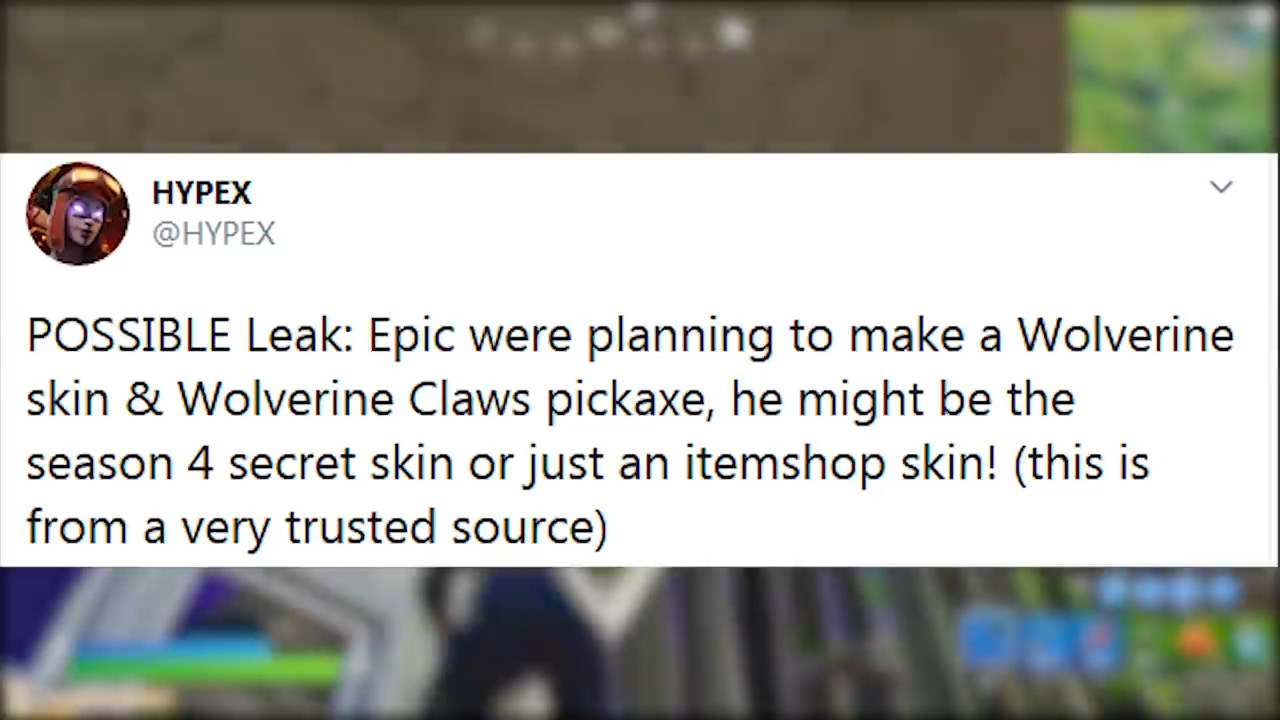 HYPEX
@HYPEX
POSSIBLE Leak: Epic were planning to make a Wolverine
skin & Wolverine Claws pickaxe, he might be the
season 4 secret skin or just an itemshop skin! (this is
from a very trusted source)